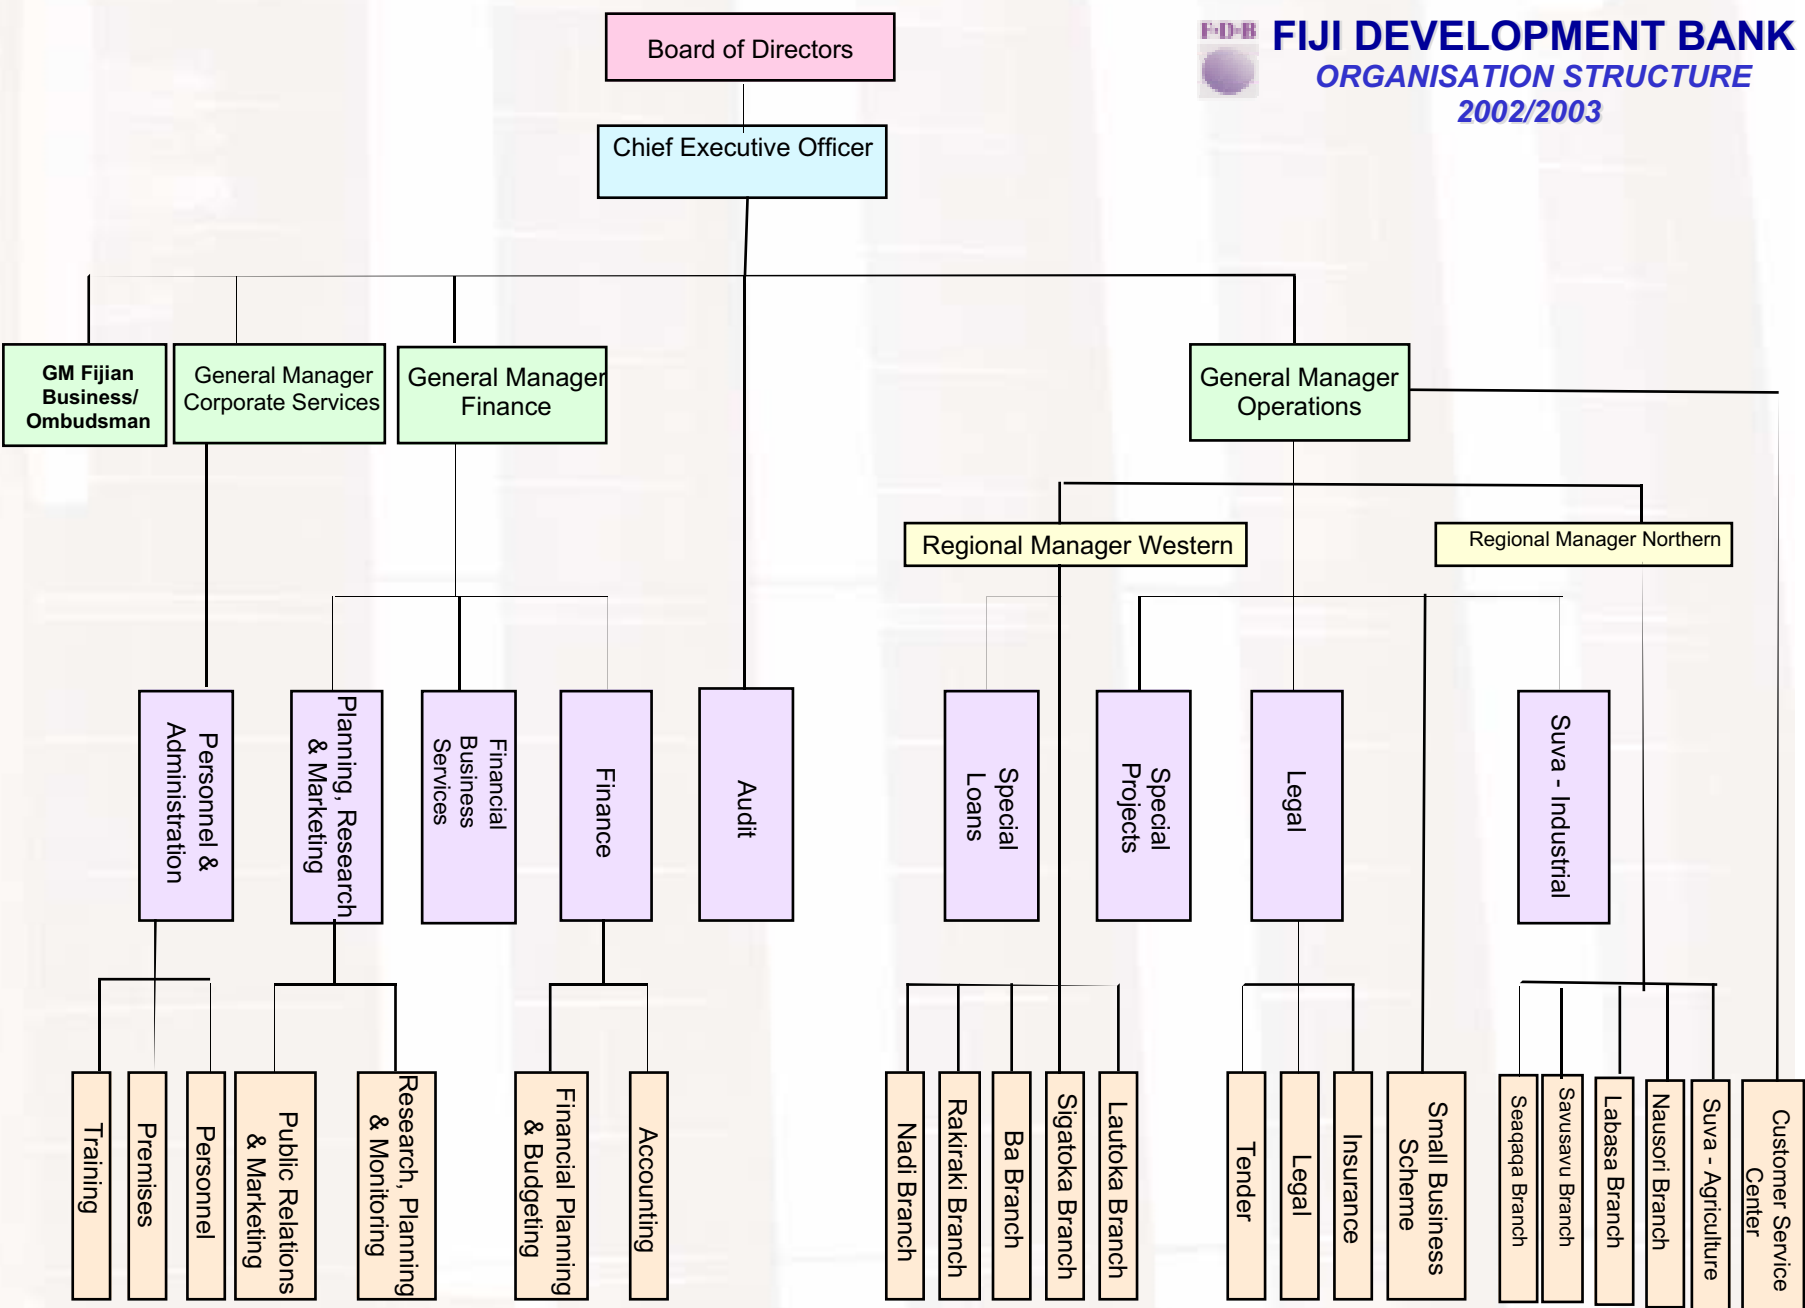 F·D·B
FIJI DEVELOPMENT BANK
ORGANISATION STRUCTURE
2002/2003
Board of Directors
Chief Executive Officer
GM Fijian
Business/
Ombudsman
General Manager
Corporate Services
General Manager
Finance
General Manager
Operations
Regional Manager Western
Regional Manager Northern
Personnel &
Administration
Planning, Research
& Marketing
Financial
Business
Services
Finance
Audit
Special
Loans
Special
Projects
Legal
Suva - Industrial
Training
Premises
Personnel
Public Relations
& Marketing
Research, Planning
& Monitoring
Financial Planning
& Budgeting
Accounting
Nadi Branch
Rakiraki Branch
Ba Branch
Sigatoka Branch
Lautoka Branch
Tender
Legal
Insurance
Small Business
Scheme
Seaqaqa Branch
Savusavu Branch
Labasa Branch
Nausori Branch
Suva - Agriculture
Customer Service
Center